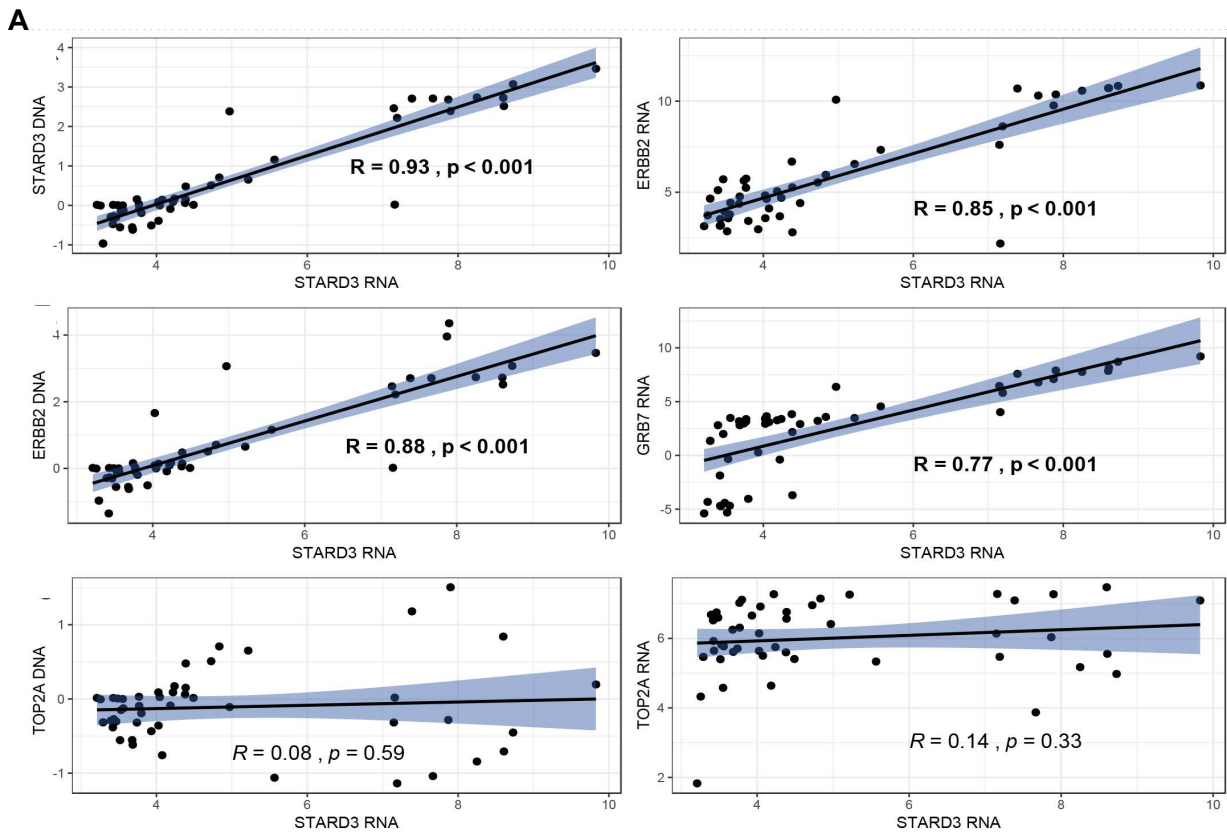 A
4
3
2
1
0
-1
STARD3 DNA
R = 0.93 , p < 0.001
4
6
8
10
STARD3 RNA
10
5
ERBB2 RNA
R = 0.85 , p < 0.001
4
6
8
10
STARD3 RNA
4
2
0
ERBB2 DNA
R = 0.88 , p < 0.001
4
6
8
10
STARD3 RNA
10
5
0
-5
GRB7 RNA
R = 0.77 , p < 0.001
4
6
8
10
STARD3 RNA
1
0
-1
TOP2A DNA
R = 0.08 , p = 0.59
4
6
8
10
STARD3 RNA
8
6
4
2
TOP2A RNA
R = 0.14 , p = 0.33
4
6
8
10
STARD3 RNA